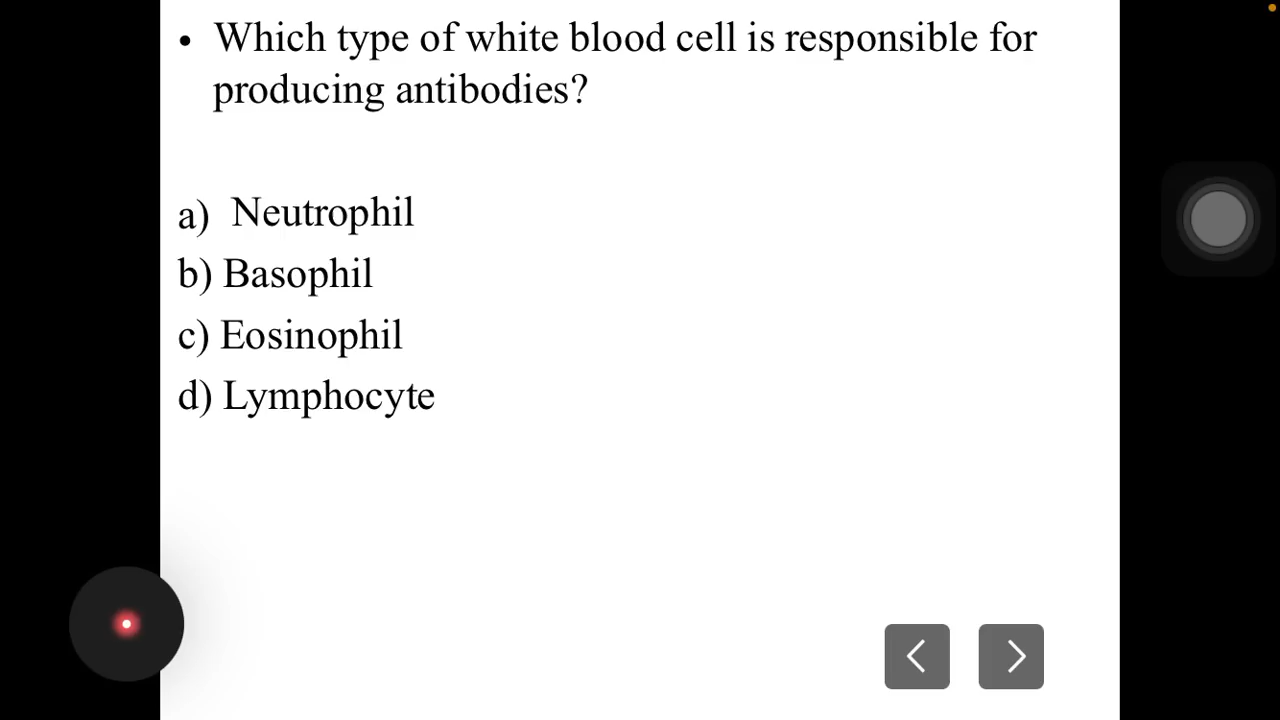 • Which type of white blood cell is responsible for
producing antibodies?
a) Neutrophil
b) Basophil
c) Eosinophil
d) Lymphocyte